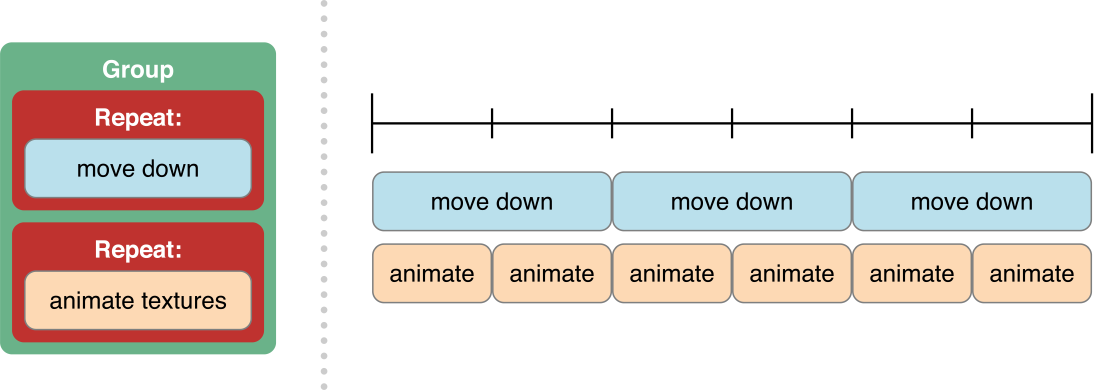 Group
Repeat:
move down
Repeat:
animate textures
move down move down move down
animate animate animate animate animate animate